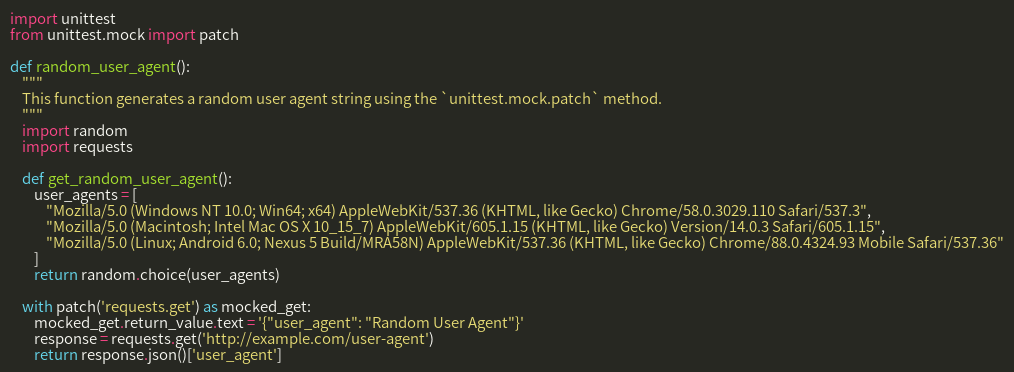 import unittest
from unittest.mock import patch
def random_user_agent():
"""
This function generates a random user agent string using the `unittest.mock.patch` method.
"""
import random
import requests
def get_random_user_agent():
user_agents = [
"Mozilla/5.0 (Windows NT 10.0; Win64; x64) AppleWebKit/537.36 (KHTML, like Gecko) Chrome/58.0.3029.110 Safari/537.3",
"Mozilla/5.0 (Macintosh; Intel Mac OS X 10_15_7) AppleWebKit/605.1.15 (KHTML, like Gecko) Version/14.0.3 Safari/605.1.15",
"Mozilla/5.0 (Linux; Android 6.0; Nexus 5 Build/MRA58N) AppleWebKit/537.36 (KHTML, like Gecko) Chrome/88.0.4324.93 Mobile Safari/537.36"
]
return random.choice(user_agents)
with patch('requests.get') as mocked_get:
mocked_get.return_value.text = '{"user_agent": "Random User Agent"}'
response = requests.get('http://example.com/user-agent')
return response.json()['user_agent']